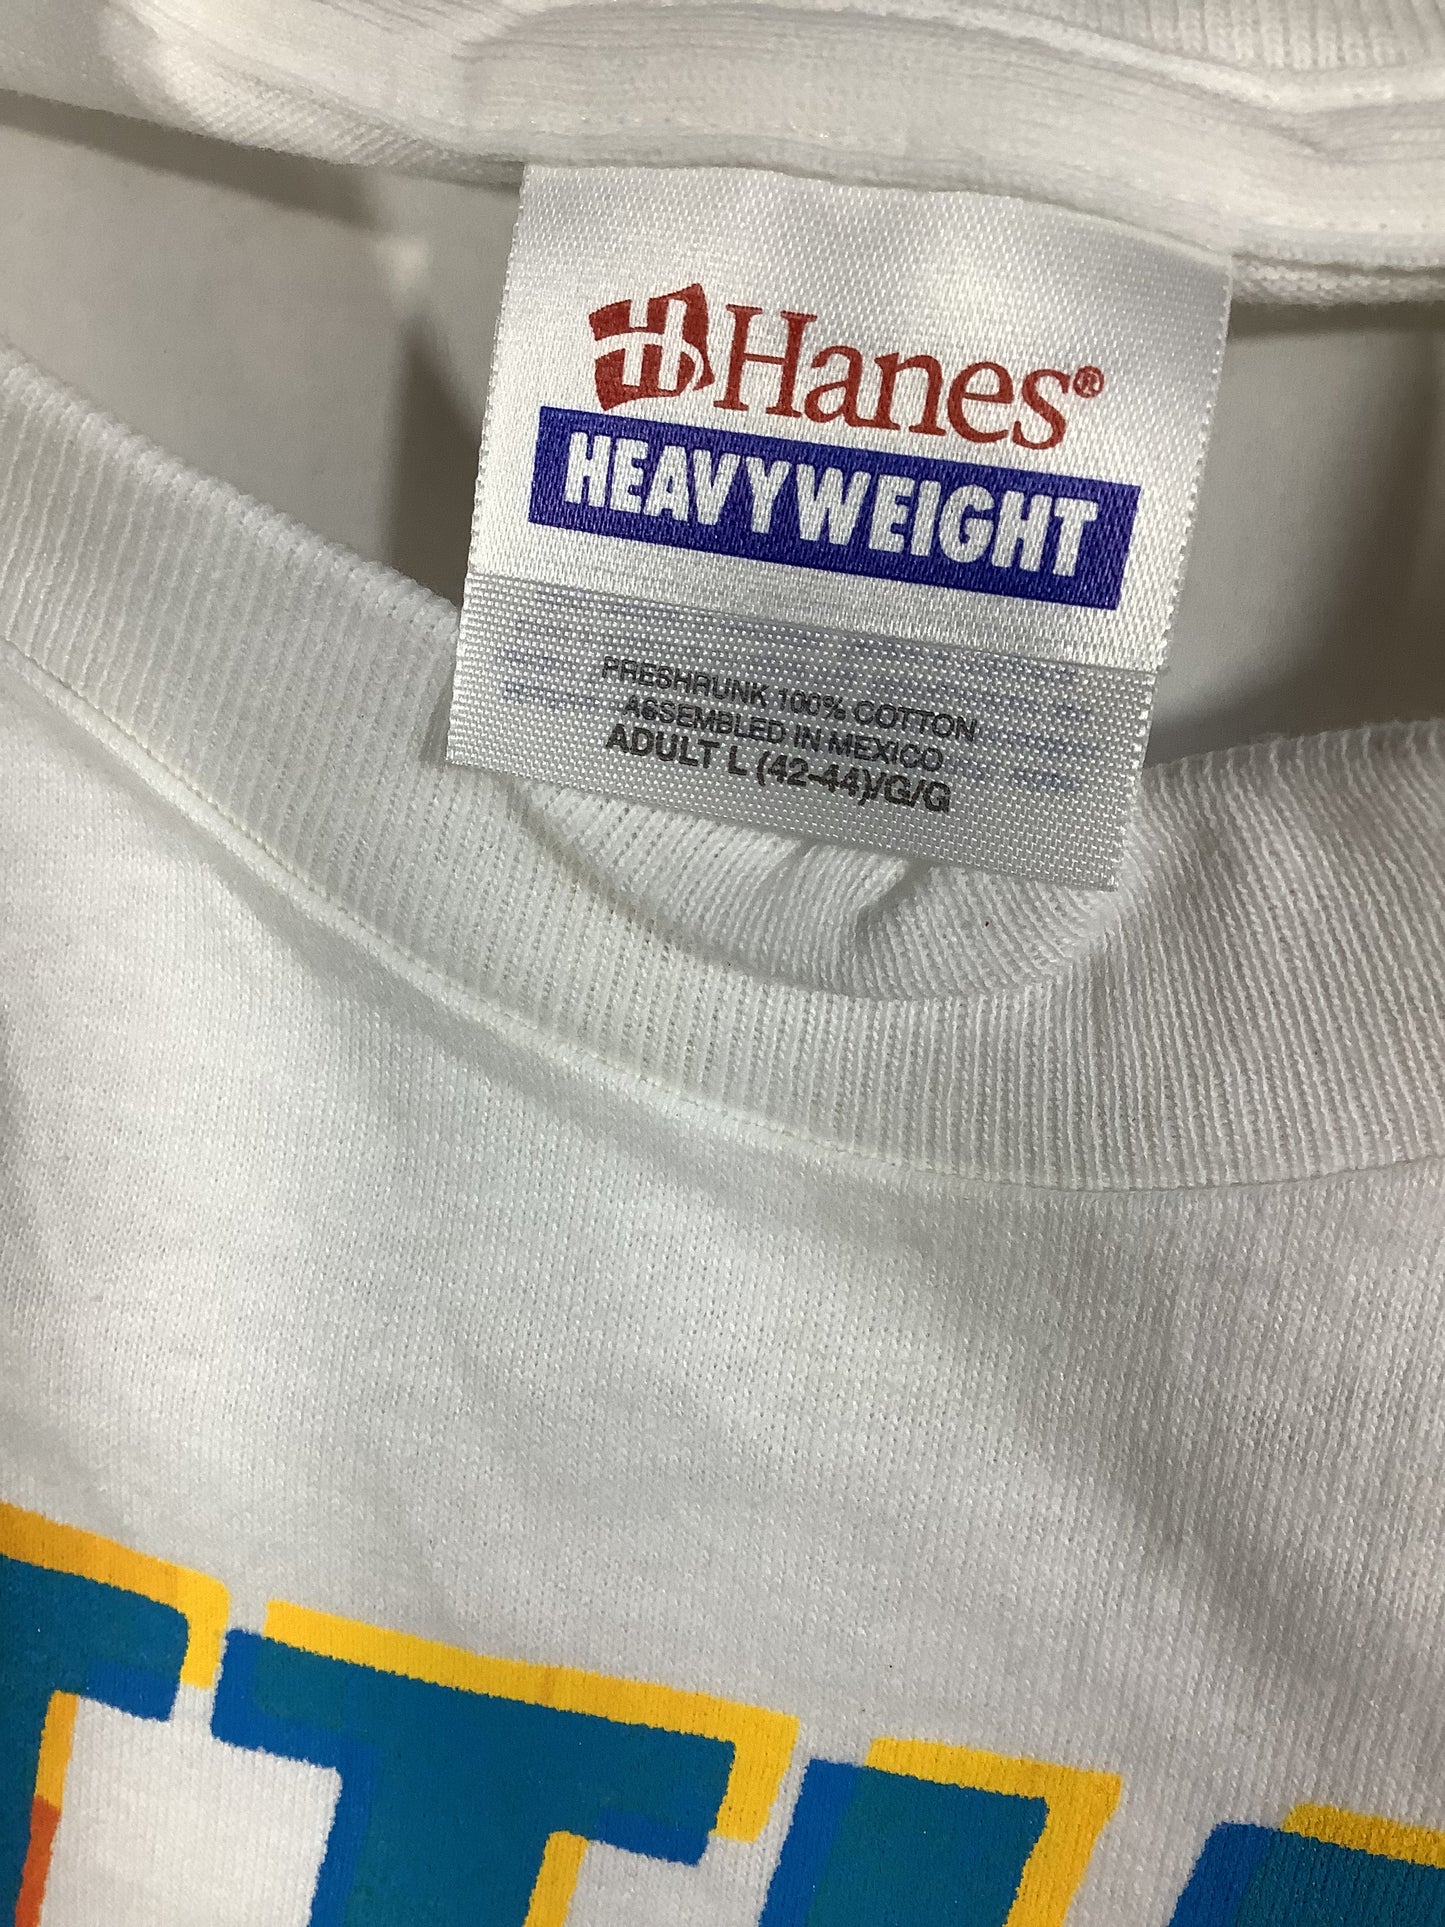 Hanes®
HEAVYWEIGHT
PRESHRUNK 100% COTTON
ASSEMBLED IN MEXICO
ADULT L (42-44)/G/G